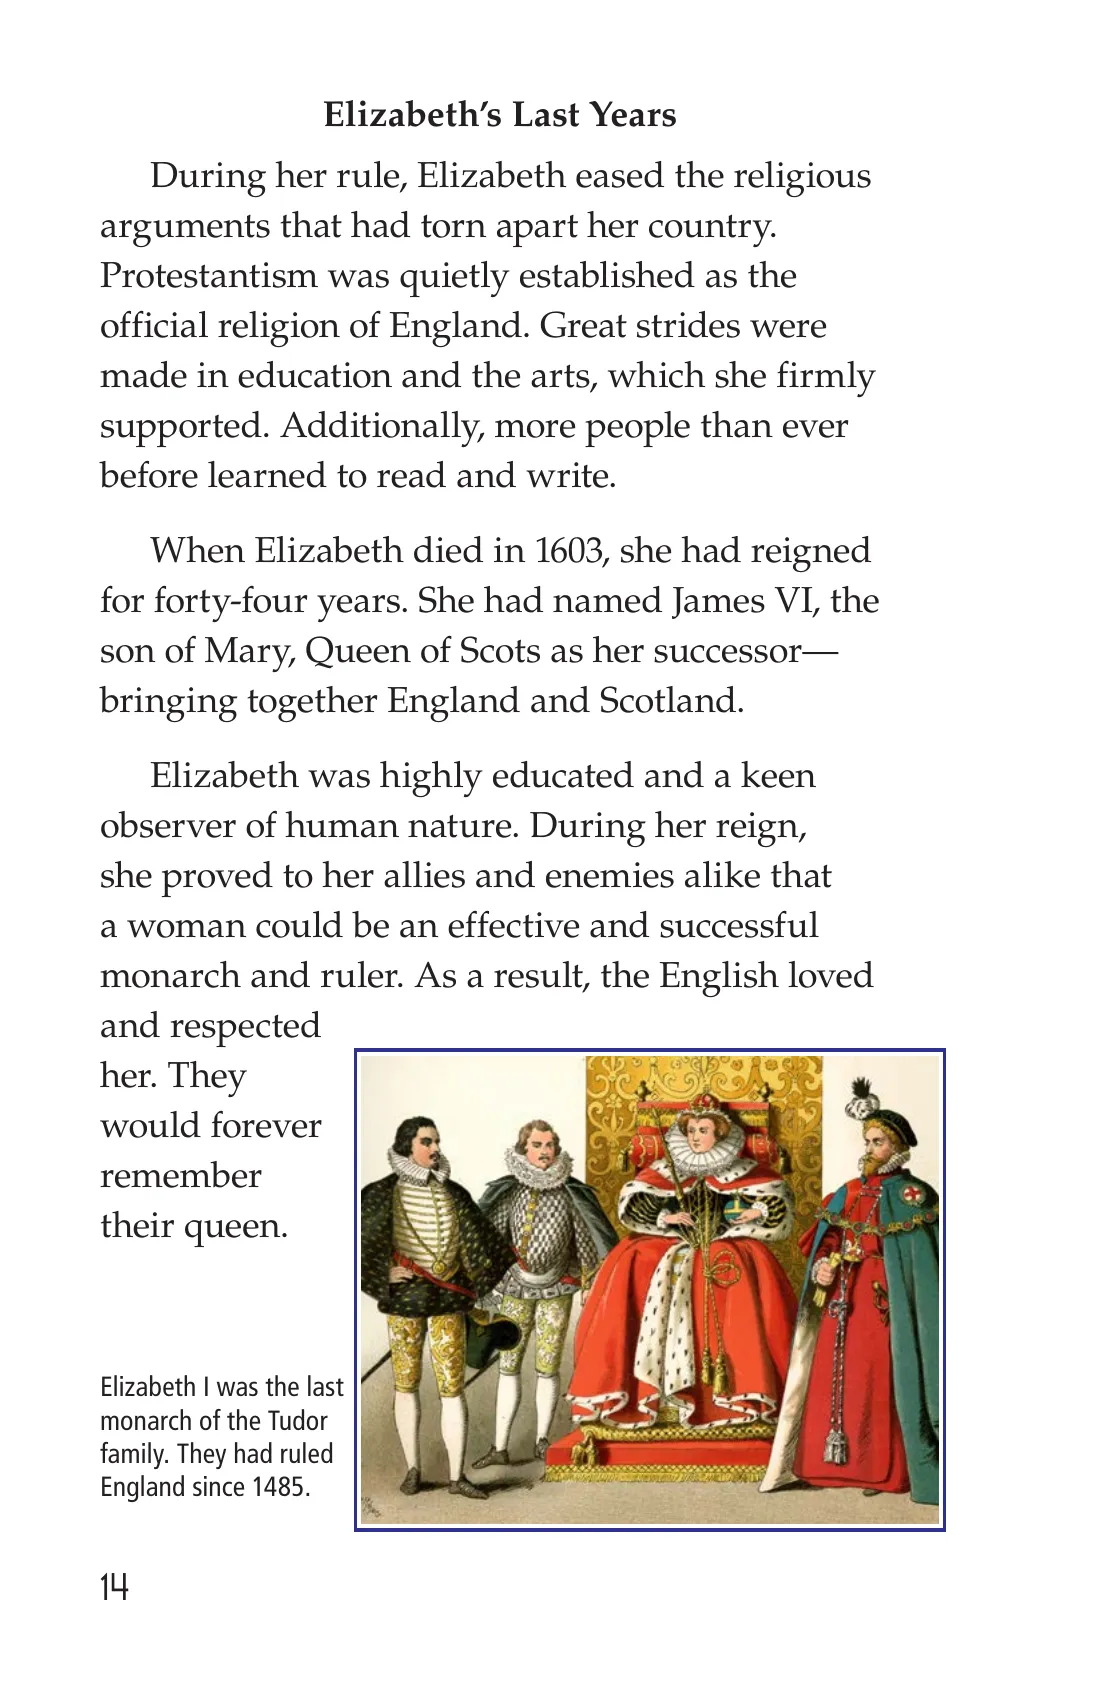 Elizabeth’s Last Years
During her rule, Elizabeth eased the religious
arguments that had torn apart her country.
Protestantism was quietly established as the
official religion of England. Great strides were
made in education and the arts, which she firmly
supported. Additionally, more people than ever
before learned to read and write.
When Elizabeth died in 1603, she had reigned
for forty-four years. She had named James VI, the
son of Mary, Queen of Scots as her successor—
bringing together England and Scotland.
Elizabeth was highly educated and a keen
observer of human nature. During her reign,
she proved to her allies and enemies alike that
a woman could be an effective and successful
monarch and ruler. As a result, the English loved
and respected
her. They
would forever
remember
their queen.
Elizabeth I was the last
monarch of the Tudor
family. They had ruled
England since 1485.
14